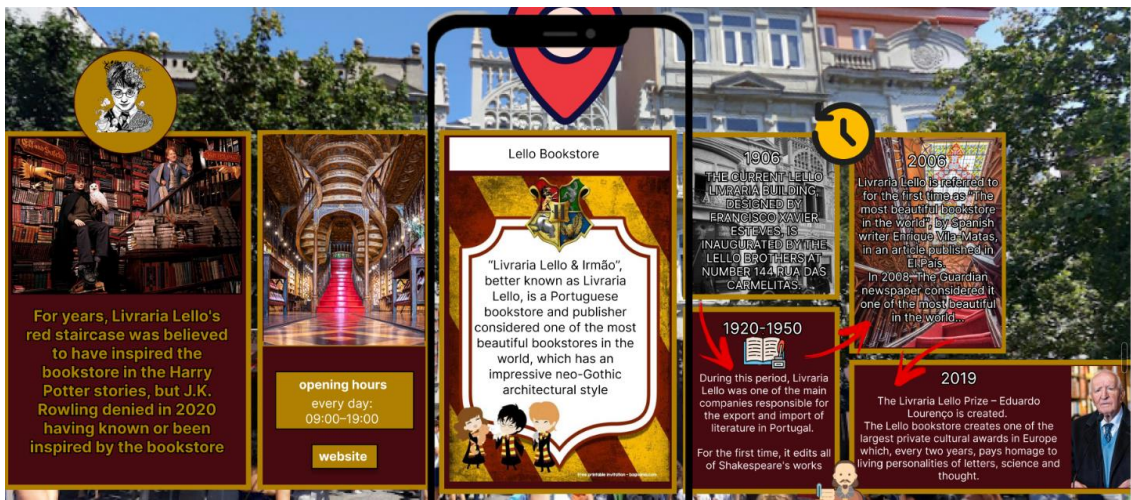 For years, Livraria Lello's
red staircase was believed
to have inspired the
bookstore in the Harry
Potter stories, but J.K.
Rowling denied in 2020
having known or been
inspired by the bookstore
opening hours
every day:
09:00–19:00
website
Lello Bookstore
"Livraria Lello & Irmão",
better known as Livraria
Lello, is a Portuguese
bookstore and publisher
considered one of the most
beautiful bookstores in the
world, which has an
impressive neo-Gothic
architectural style
1906
THE CURRENT LELLO
LIVRARIA BUILDING,
DESIGNED BY
FRANCISCO XAVIER
ESTEVES, IS
INAUGURATED BY THE
LELLO BROTHERS AT
NUMBER 144 RUA DAS
CARMELITAS.
1920-1950
During this period, Livraria
Lello was one of the main
companies responsible for
the export and import of
literature in Portugal.
For the first time, it edits all
of Shakespeare's works
2006
Livraria Lello is referred to
for the first time as "The
most beautiful bookstore
in the world", by Spanish
writer Enrique Vila-Matas,
in an article published in
El País.
In 2008, The Guardian
newspaper considered it
one of the most beautiful
in the world...
2019
The Livraria Lello Prize – Eduardo
Lourenço is created.
The Lello bookstore creates one of the
largest private cultural awards in Europe
which, every two years, pays homage to
living personalities of letters, science and
thought.